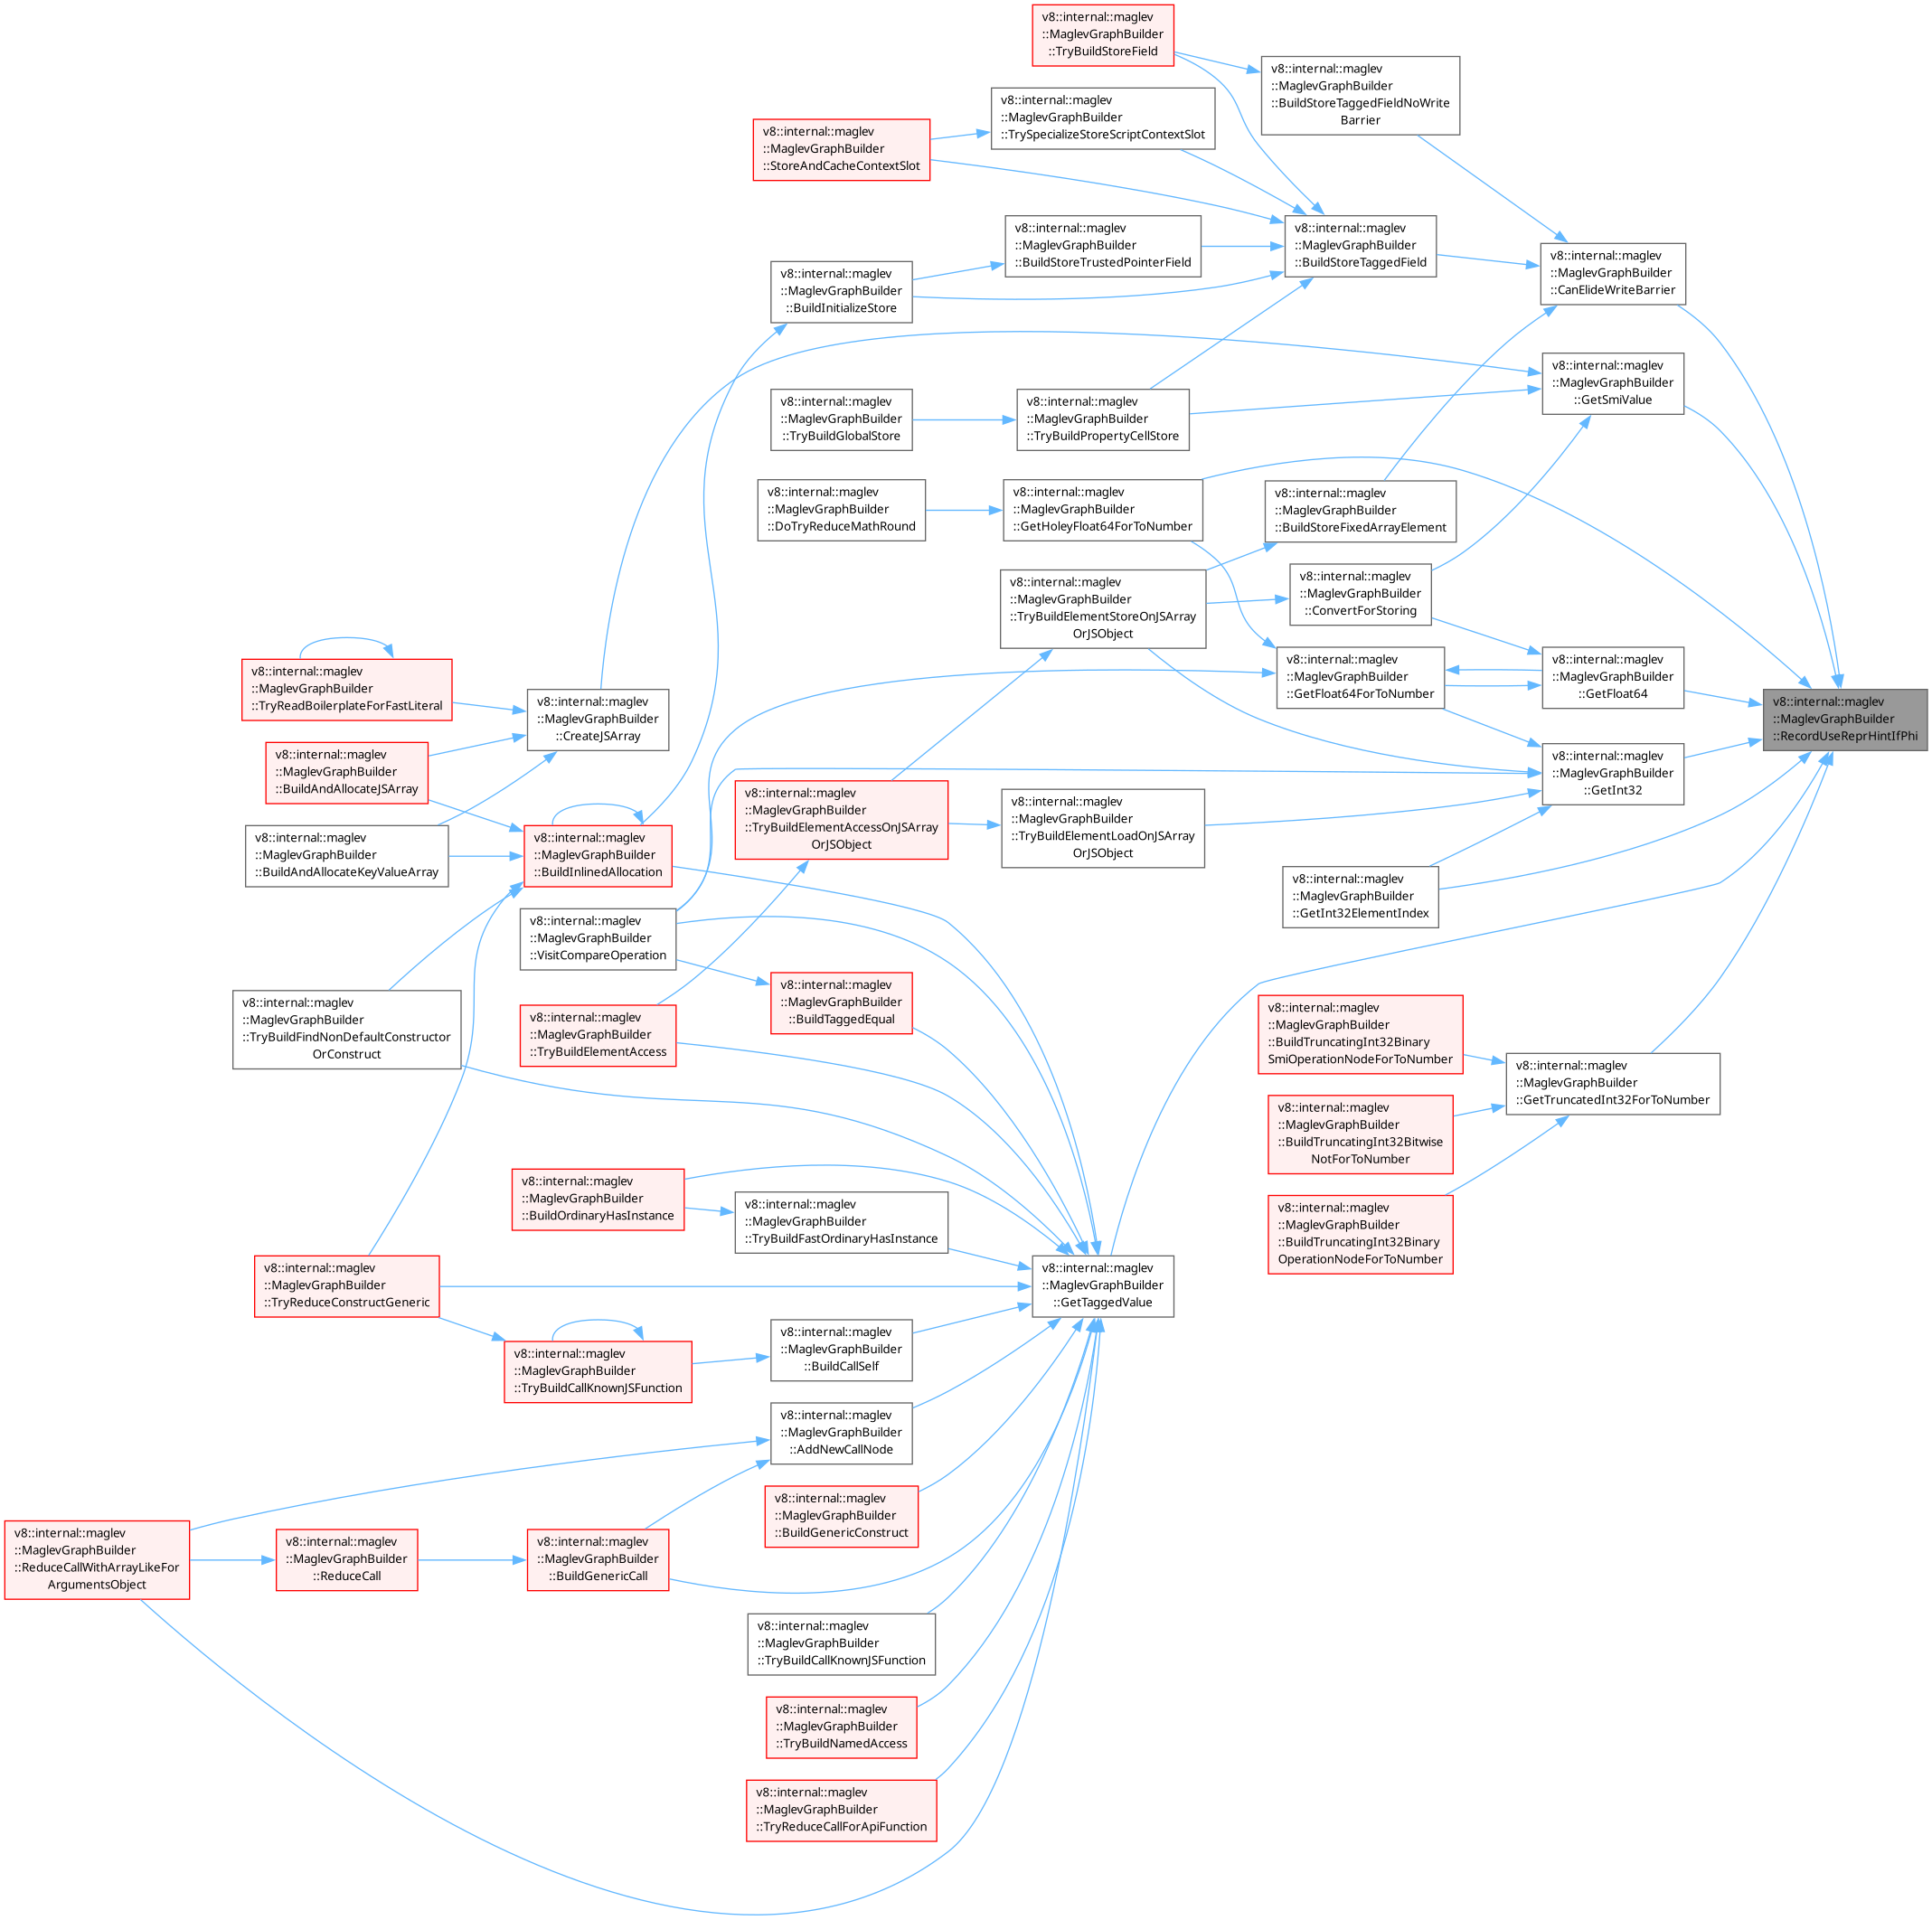 v8::internal::maglev
::MaglevGraphBuilder
::TryBuildStoreField
v8::internal::maglev
::MaglevGraphBuilder
::BuildStoreTaggedFieldNoWrite
Barrier
v8::internal::maglev
::MaglevGraphBuilder
::TrySpecializeStoreScriptContextSlot
v8::internal::maglev
::MaglevGraphBuilder
::StoreAndCacheContextSlot
v8::internal::maglev
::MaglevGraphBuilder
::BuildStoreTrustedPointerField
v8::internal::maglev
::MaglevGraphBuilder
::BuildStoreTaggedField
v8::internal::maglev
::MaglevGraphBuilder
::CanElideWriteBarrier
v8::internal::maglev
::MaglevGraphBuilder
::BuildInitializeStore
v8::internal::maglev
::MaglevGraphBuilder
::GetSmiValue
v8::internal::maglev
::MaglevGraphBuilder
::TryBuildGlobalStore
v8::internal::maglev
::MaglevGraphBuilder
::TryBuildPropertyCellStore
v8::internal::maglev
::MaglevGraphBuilder
::DoTryReduceMathRound
v8::internal::maglev
::MaglevGraphBuilder
::GetHoleyFloat64ForToNumber
v8::internal::maglev
::MaglevGraphBuilder
::BuildStoreFixedArrayElement
v8::internal::maglev
::MaglevGraphBuilder
::TryBuildElementStoreOnJSArray
OrJSObject
v8::internal::maglev
::MaglevGraphBuilder
::ConvertForStoring
v8::internal::maglev
::MaglevGraphBuilder
::TryReadBoilerplateForFastLiteral
v8::internal::maglev
::MaglevGraphBuilder
::CreateJSArray
v8::internal::maglev
::MaglevGraphBuilder
::GetFloat64ForToNumber
v8::internal::maglev
::MaglevGraphBuilder
::GetFloat64
v8::internal::maglev
::MaglevGraphBuilder
::RecordUseReprHintIfPhi
v8::internal::maglev
::MaglevGraphBuilder
::BuildAndAllocateJSArray
v8::internal::maglev
::MaglevGraphBuilder
::GetInt32
v8::internal::maglev
::MaglevGraphBuilder
::BuildAndAllocateKeyValueArray
v8::internal::maglev
::MaglevGraphBuilder
::BuildInlinedAllocation
v8::internal::maglev
::MaglevGraphBuilder
::TryBuildElementAccessOnJSArray
OrJSObject
v8::internal::maglev
::MaglevGraphBuilder
::TryBuildElementLoadOnJSArray
OrJSObject
v8::internal::maglev
::MaglevGraphBuilder
::GetInt32ElementIndex
v8::internal::maglev
::MaglevGraphBuilder
::VisitCompareOperation
v8::internal::maglev
::MaglevGraphBuilder
::BuildTaggedEqual
v8::internal::maglev
::MaglevGraphBuilder
::TryBuildFindNonDefaultConstructor
OrConstruct
v8::internal::maglev
::MaglevGraphBuilder
::TryBuildElementAccess
v8::internal::maglev
::MaglevGraphBuilder
::BuildTruncatingInt32Binary
SmiOperationNodeForToNumber
v8::internal::maglev
::MaglevGraphBuilder
::GetTruncatedInt32ForToNumber
v8::internal::maglev
::MaglevGraphBuilder
::BuildTruncatingInt32Bitwise
NotForToNumber
v8::internal::maglev
::MaglevGraphBuilder
::BuildTruncatingInt32Binary
OperationNodeForToNumber
v8::internal::maglev
::MaglevGraphBuilder
::BuildOrdinaryHasInstance
v8::internal::maglev
::MaglevGraphBuilder
::TryBuildFastOrdinaryHasInstance
v8::internal::maglev
::MaglevGraphBuilder
::TryReduceConstructGeneric
v8::internal::maglev
::MaglevGraphBuilder
::GetTaggedValue
v8::internal::maglev
::MaglevGraphBuilder
::TryBuildCallKnownJSFunction
v8::internal::maglev
::MaglevGraphBuilder
::BuildCallSelf
v8::internal::maglev
::MaglevGraphBuilder
::AddNewCallNode
v8::internal::maglev
::MaglevGraphBuilder
::BuildGenericConstruct
v8::internal::maglev
::MaglevGraphBuilder
::ReduceCallWithArrayLikeFor
ArgumentsObject
v8::internal::maglev
::MaglevGraphBuilder
::ReduceCall
v8::internal::maglev
::MaglevGraphBuilder
::BuildGenericCall
v8::internal::maglev
::MaglevGraphBuilder
::TryBuildCallKnownJSFunction
v8::internal::maglev
::MaglevGraphBuilder
::TryBuildNamedAccess
v8::internal::maglev
::MaglevGraphBuilder
::TryReduceCallForApiFunction